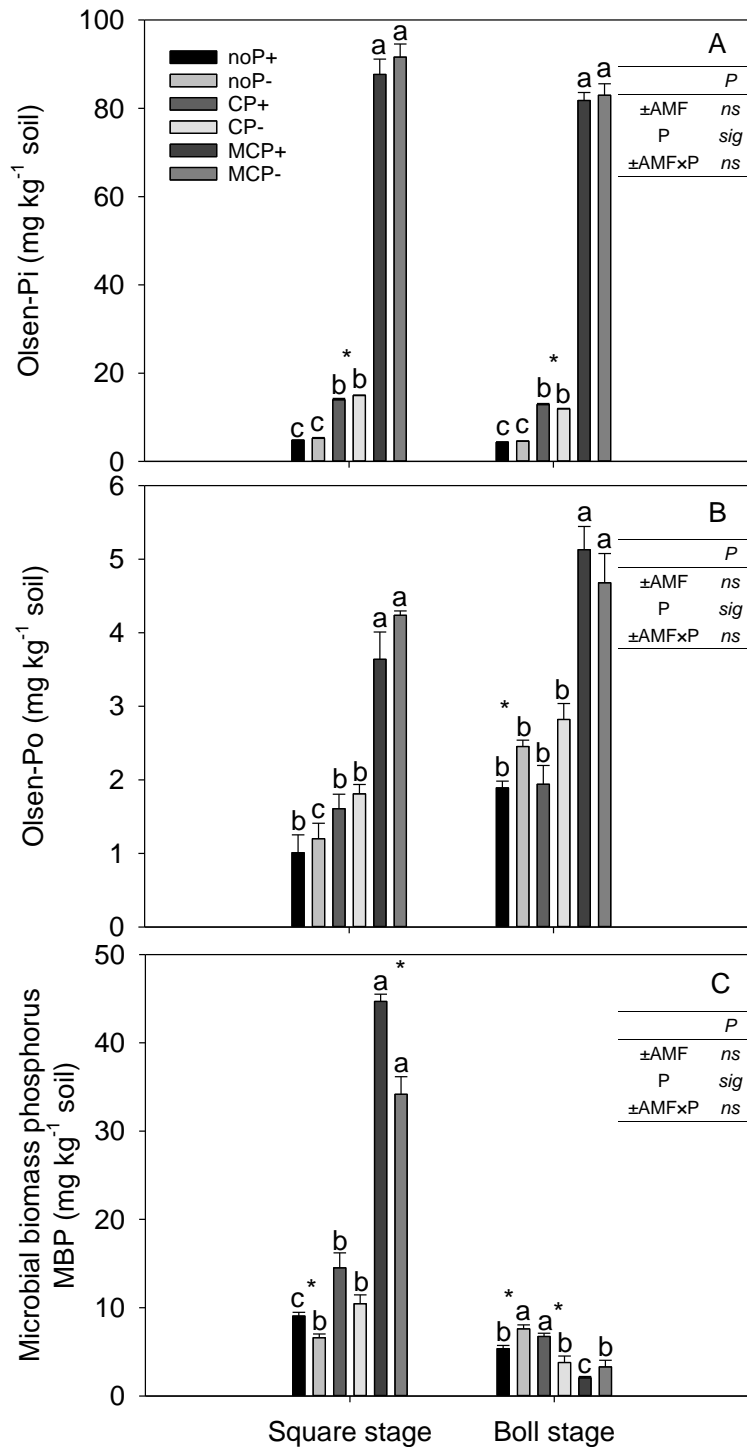 100
80
60
40
20
0
Olsen-Pi (mg kg⁻¹ soil)
noP+
noP-
CP+
CP-
MCP+
MCP-
A
P
±AMF ns
P sig
±AMF×P ns
c c b * b a a
c c b * b a a
6
5
4
3
2
1
0
Olsen-Po (mg kg⁻¹ soil)
B
P
±AMF ns
P sig
±AMF×P ns
b c b b a a
b * b b b a a
50
40
30
20
10
0
Microbial biomass phosphorus
MBP (mg kg⁻¹ soil)
C
P
±AMF ns
P sig
±AMF×P ns
c * b b b a * a
b * a a * b c b
Square stage Boll stage